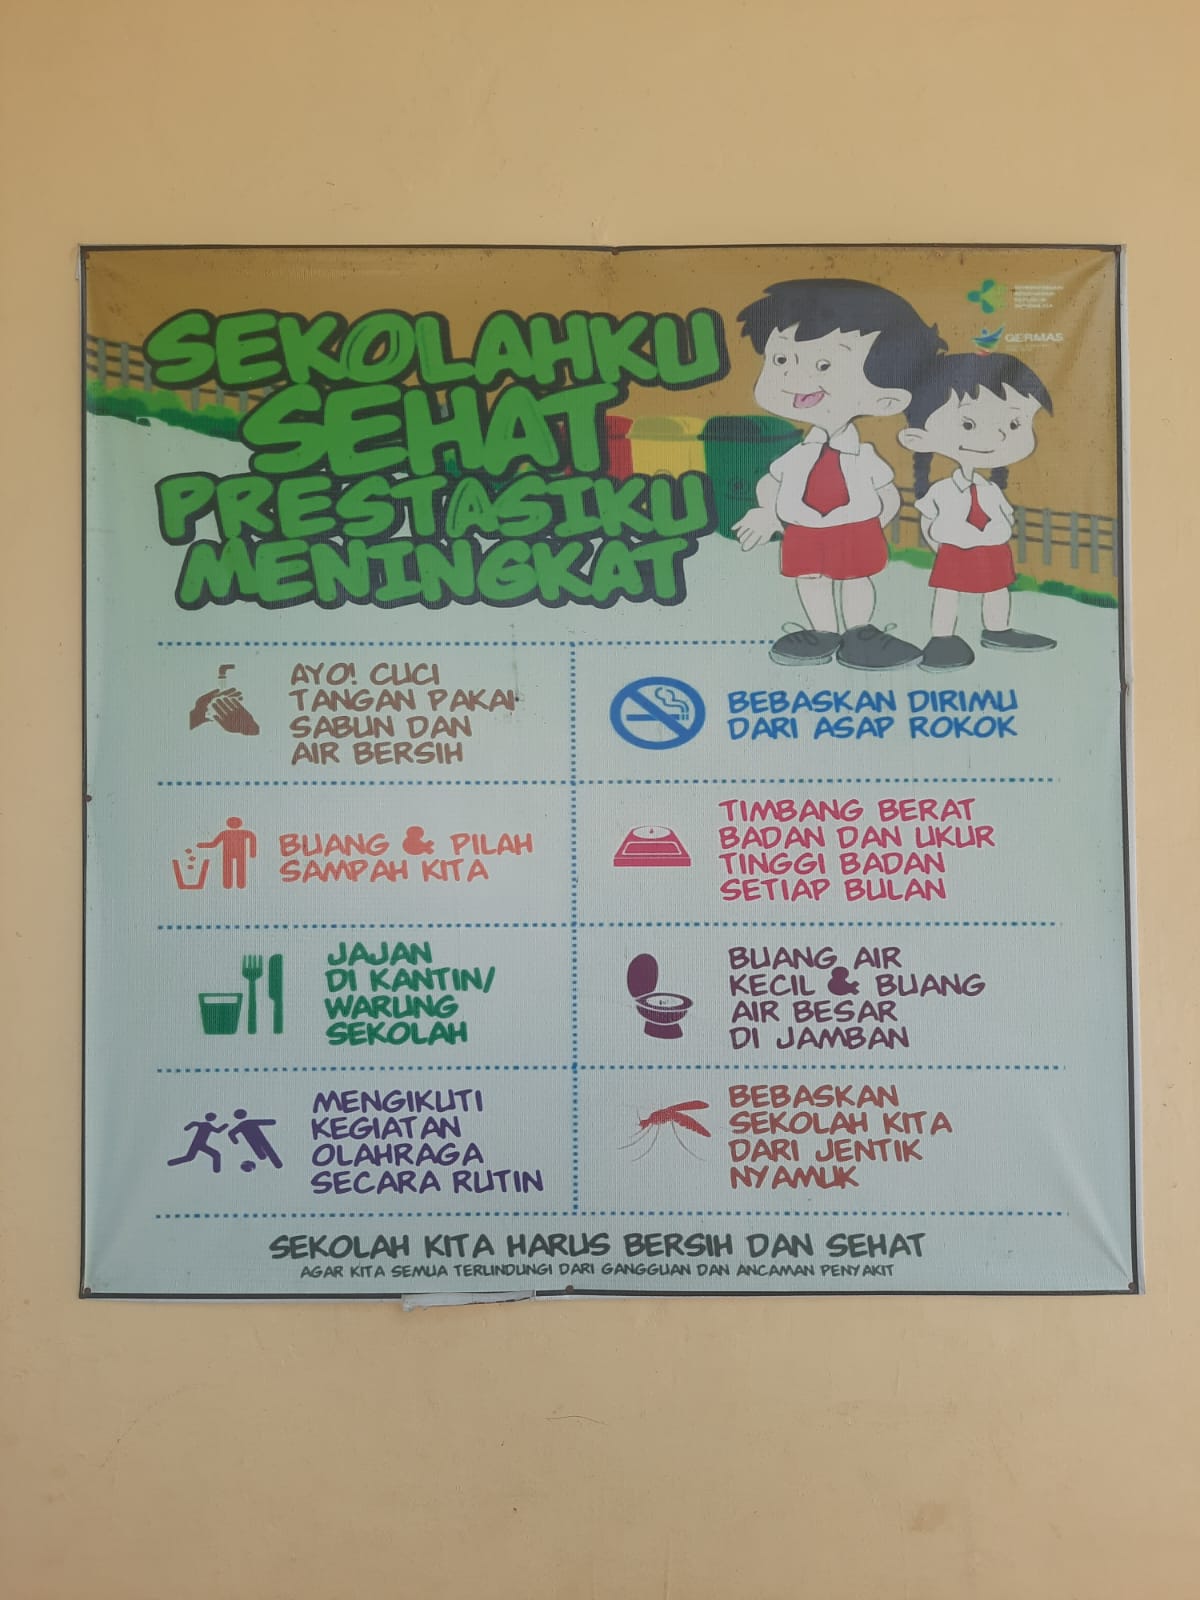 SEKOLAHKU
SEHAT
PRESTASIKU
MENINGKAT
GERMAS
AYO! CUCI
TANGAN PAKAI
SABUN DAN
AIR BERSIH
BEBASKAN DIRIMU
DARI ASAP ROKOK
BUANG & PILAH
SAMPAH KITA
TIMBANG BERAT
BADAN DAN UKUR
TINGGI BADAN
SETIAP BULAN
JAJAN
DI KANTIN/
WARUNG
SEKOLAH
BUANG AIR
KECIL & BUANG
AIR BESAR
DI JAMBAN
MENGIKUTI
KEGIATAN
OLAHRAGA
SECARA RUTIN
BEBASKAN
SEKOLAH KITA
DARI JENTIK
NYAMUK
SEKOLAH KITA HARUS BERSIH DAN SEHAT
AGAR KITA SEMUA TERLINDUNGI DARI GANGGUAN DAN ANCAMAN PENYAKIT